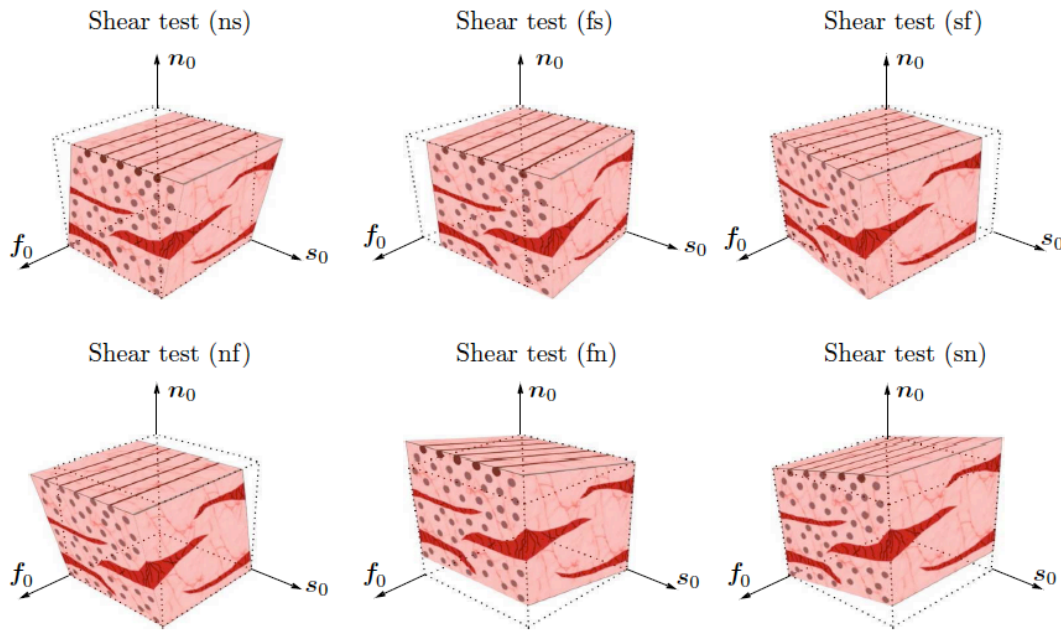 Shear test (ns)
Shear test (fs)
Shear test (sf)
n₀
n₀
n₀
f₀
s₀
f₀
s₀
f₀
s₀
Shear test (nf)
Shear test (fn)
Shear test (sn)
n₀
n₀
n₀
f₀
s₀
f₀
s₀
f₀
s₀